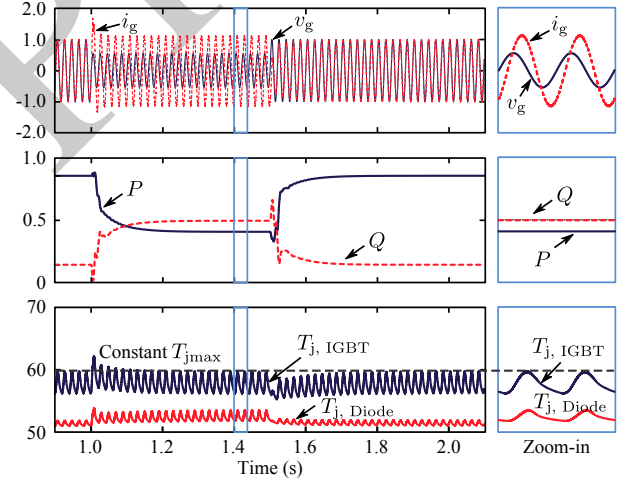 2.0
i_g
v_g
i_g
1.0
0
-1.0
v_g
-2.0
1.0
P
Q
0.5
Q
P
0
70
Constant T_jmax
T_j, IGBT
T_j, IGBT
60
T_j, Diode
T_j, Diode
50
1.0 1.2 1.4 1.6 1.8 2.0
Zoom-in
Time (s)